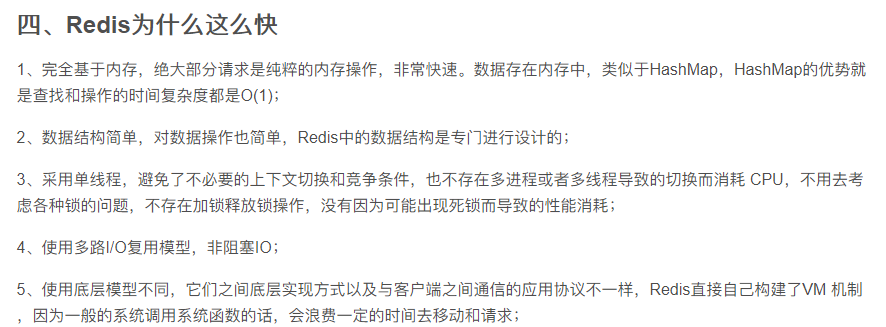 四、Redis为什么这么快
1、完全基于内存，绝大部分请求是纯粹的内存操作，非常快速。数据存在内存中，类似于HashMap，HashMap的优势就
是查找和操作的时间复杂度都是O(1)；
2、数据结构简单，对数据操作也简单，Redis中的数据结构是专门进行设计的；
3、采用单线程，避免了不必要的上下文切换和竞争条件，也不存在多进程或者多线程导致的切换而消耗 CPU，不用去考
虑各种锁的问题，不存在加锁释放锁操作，没有因为可能出现死锁而导致的性能消耗；
4、使用多路I/O复用模型，非阻塞IO；
5、使用底层模型不同，它们之间底层实现方式以及与客户端之间通信的应用协议不一样，Redis直接自己构建了VM 机制
，因为一般的系统调用系统函数的话，会浪费一定的时间去移动和请求；